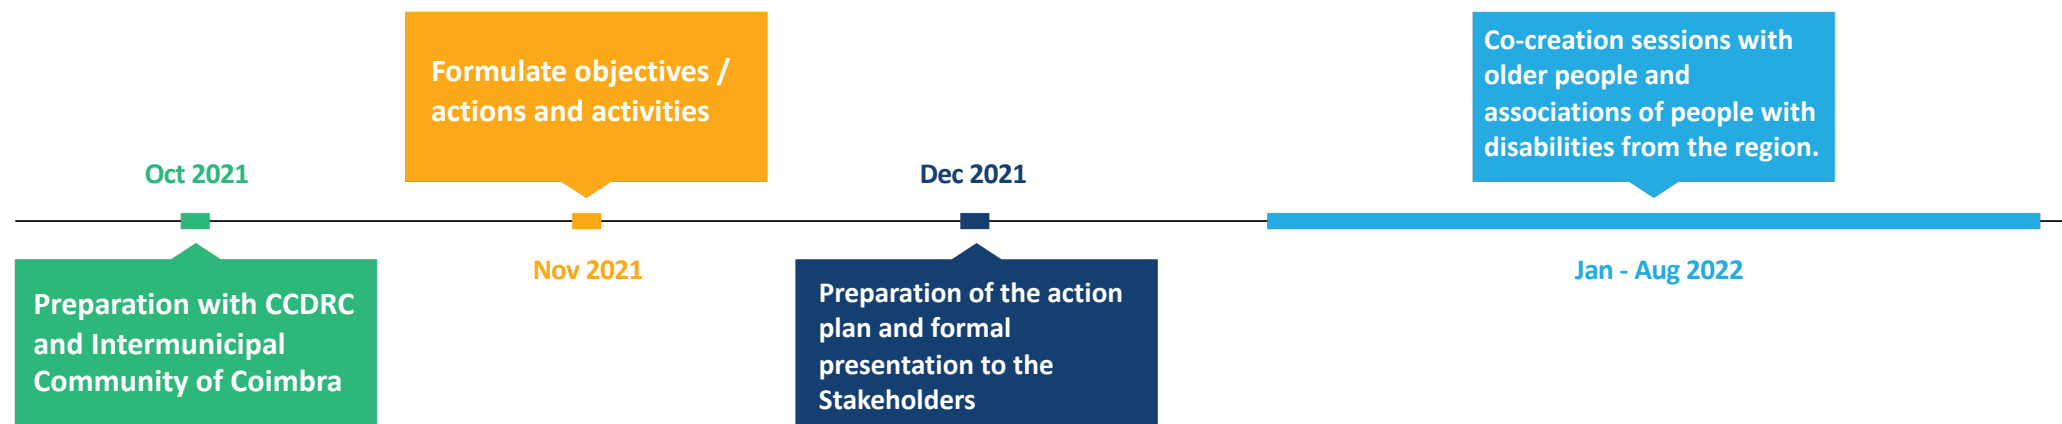 Oct 2021
Preparation with CCDRC
and Intermunicipal
Community of Coimbra
Formulate objectives /
actions and activities
Nov 2021
Dec 2021
Preparation of the action
plan and formal
presentation to the
Stakeholders
Co-creation sessions with
older people and
associations of people with
disabilities from the region.
Jan - Aug 2022